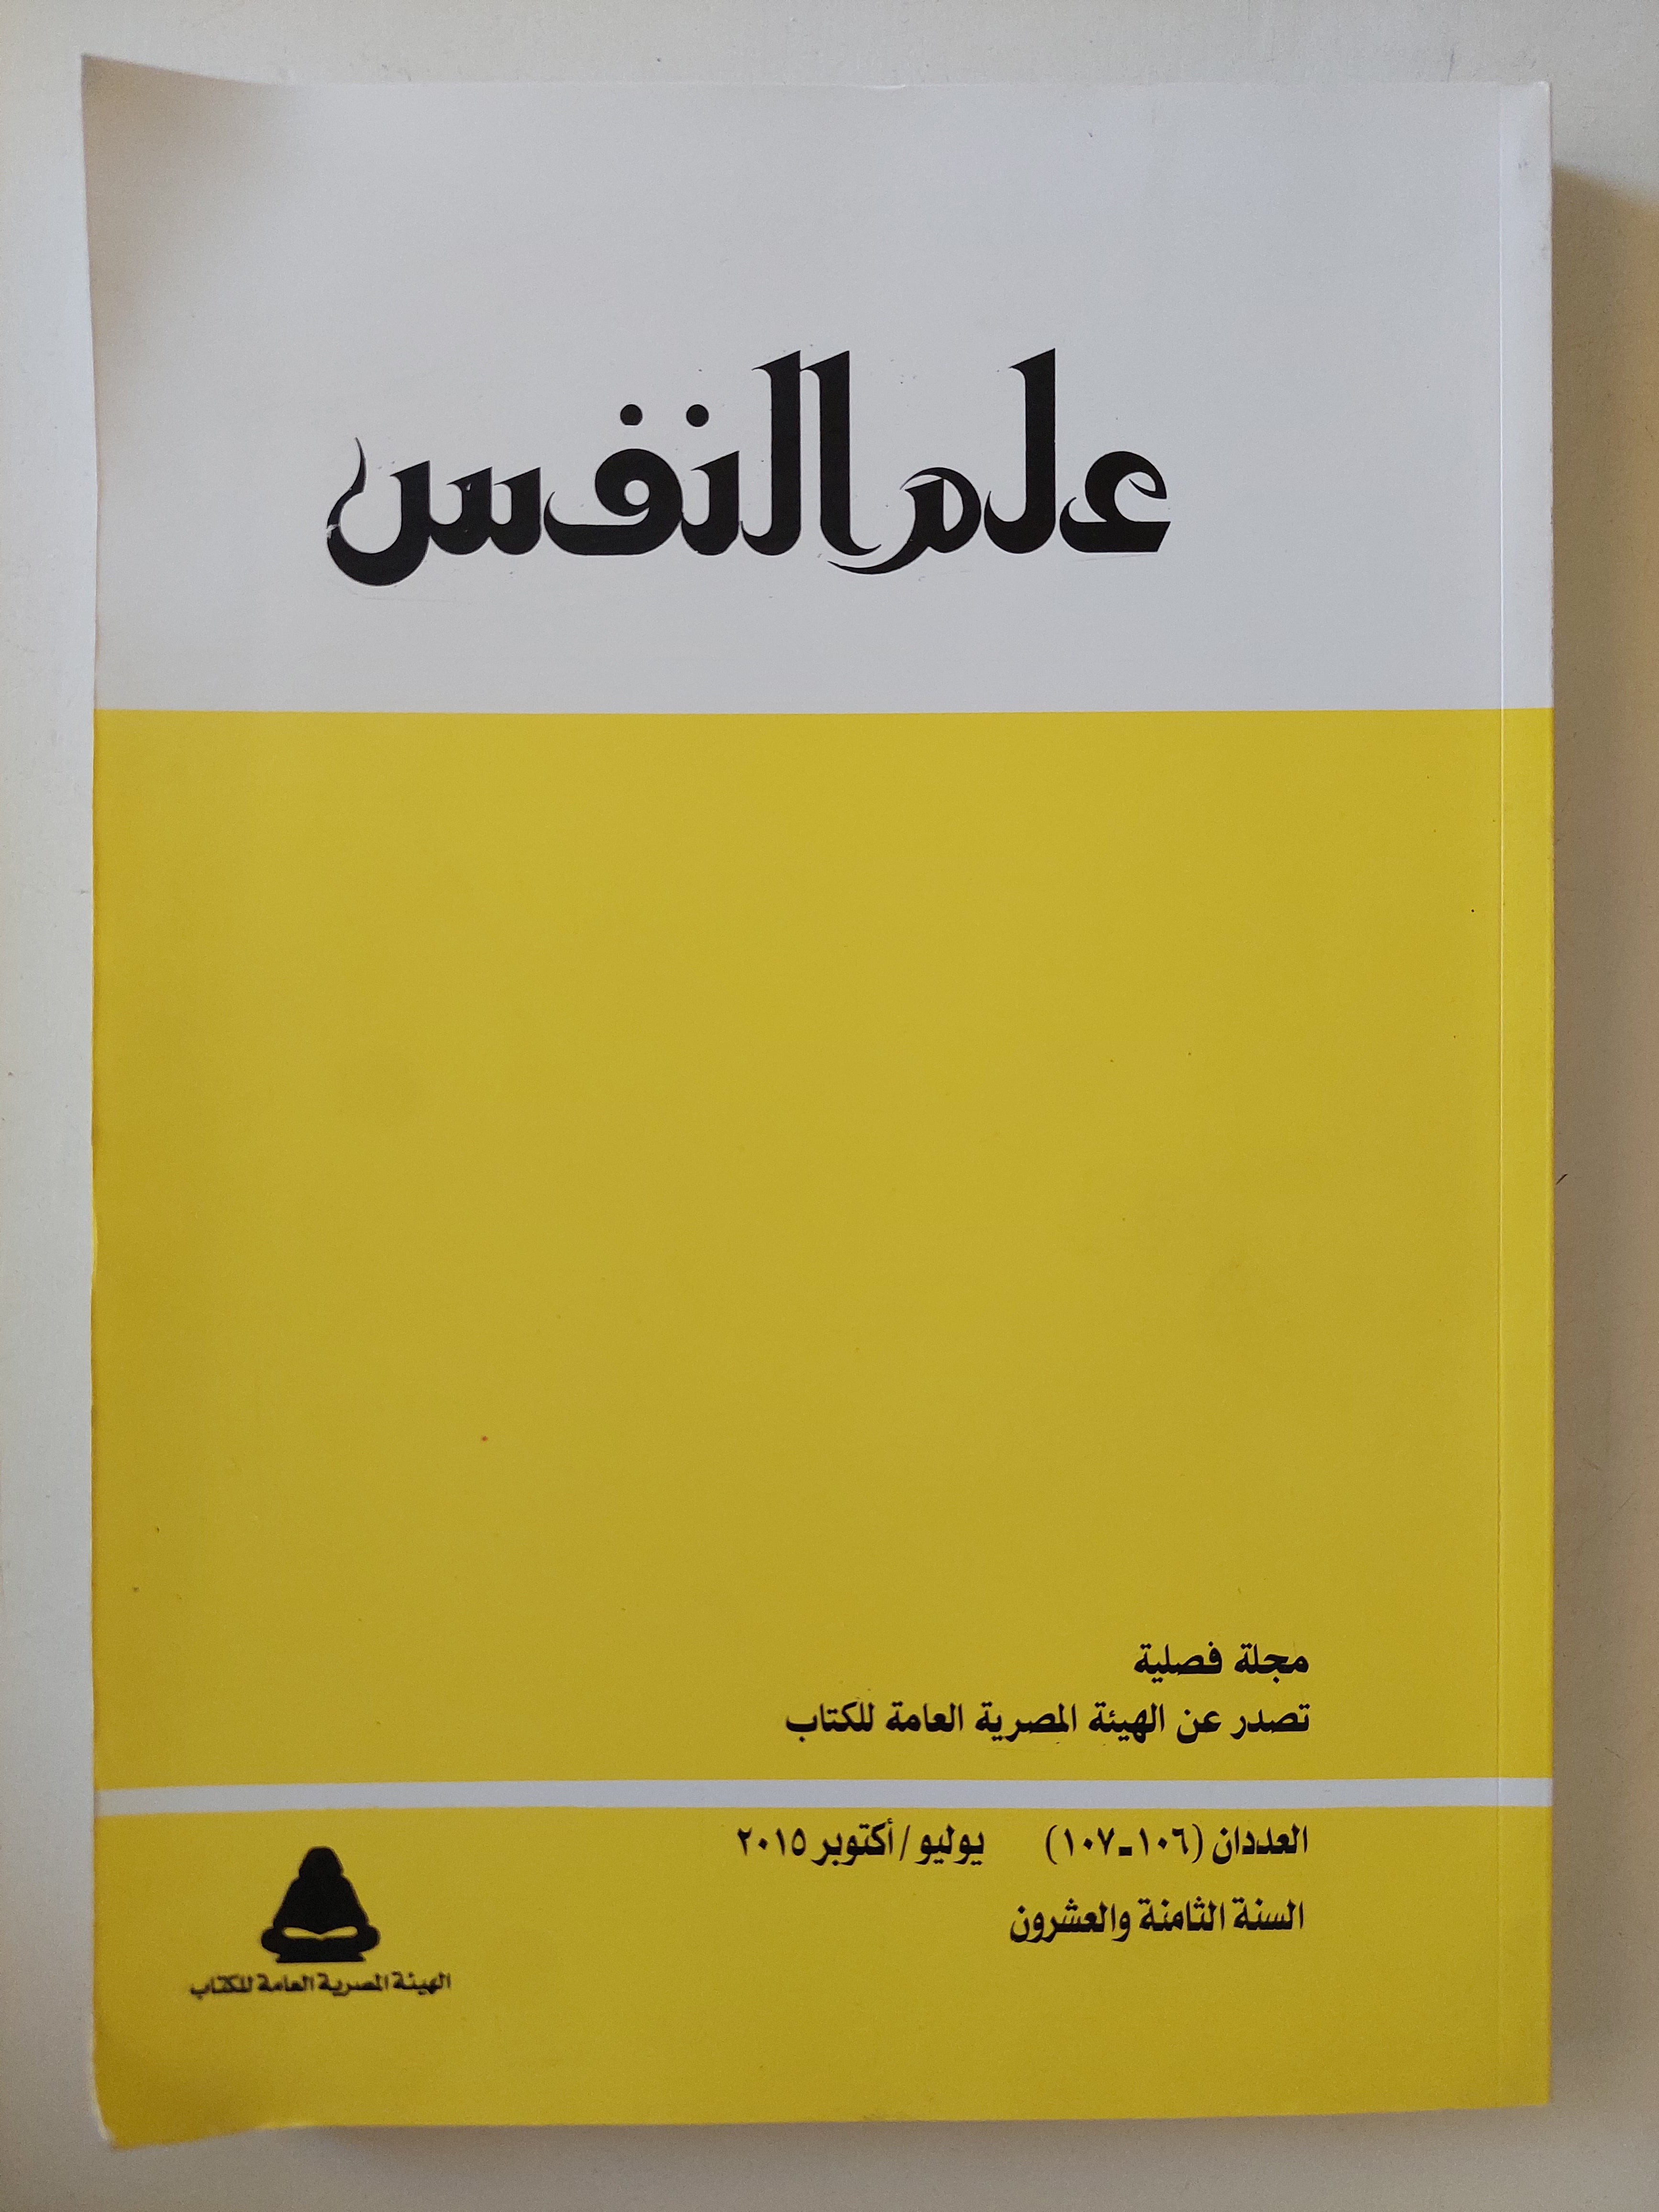 علم النفس
مجلة فصلية
تصدر عن الهيئة المصرية العامة للكتاب
العددان (١٠٦-١٠٧) يوليو / أكتوبر ٢٠١٥
السنة الثامنة والعشرون
الهيئة المصرية العامة للكتاب